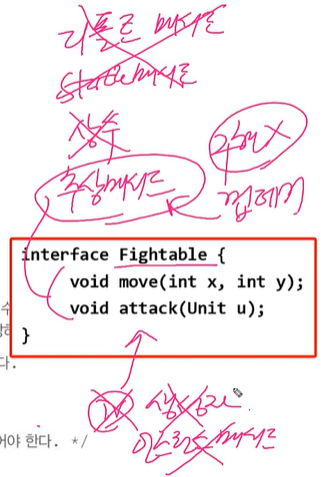 디폴트 메서드
static메서드
상수
구현X
추상메서드
껍데기
interface Fightable {
void move(int x, int y);
수
void attack(Unit u);
}
다.
iv 생성자.
인스턴스메서드
어야 한다. */